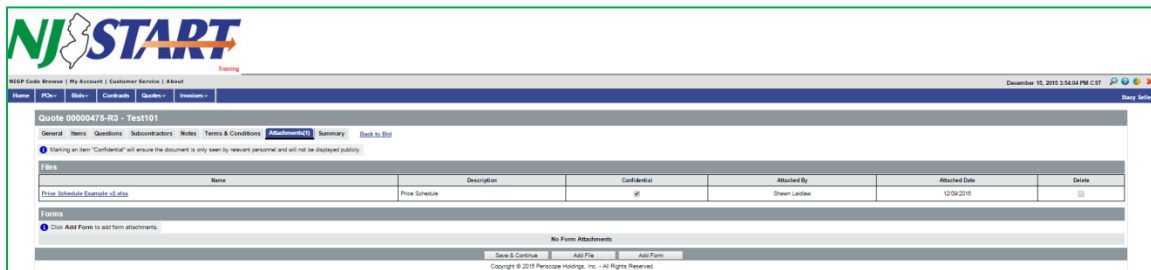 NJSTART
Training
NIGP Code Browse | My Account | Customer Service | About
December 15, 2015 3:54:04 PM CST
Home POs Bids Contracts Quotes Invoices
Stacy Selle
Quote 00000475-R3 - Test101
General Items Questions Subcontractors Notes Terms & Conditions Attachments(1) Summary Back to Bid
Marking an item "Confidential" will ensure the document is only seen by relevant personnel and will not be displayed publicly.
Files
Name Description Confidential Attached By Attached Date Delete
Price Schedule Example v2.xlsx Price Schedule Shawn Laidlaw 12/09/2015
Forms
Click Add Form to add form attachments.
No Form Attachments
Save & Continue Add File Add Form
Copyright © 2015 Periscope Holdings, Inc. - All Rights Reserved.